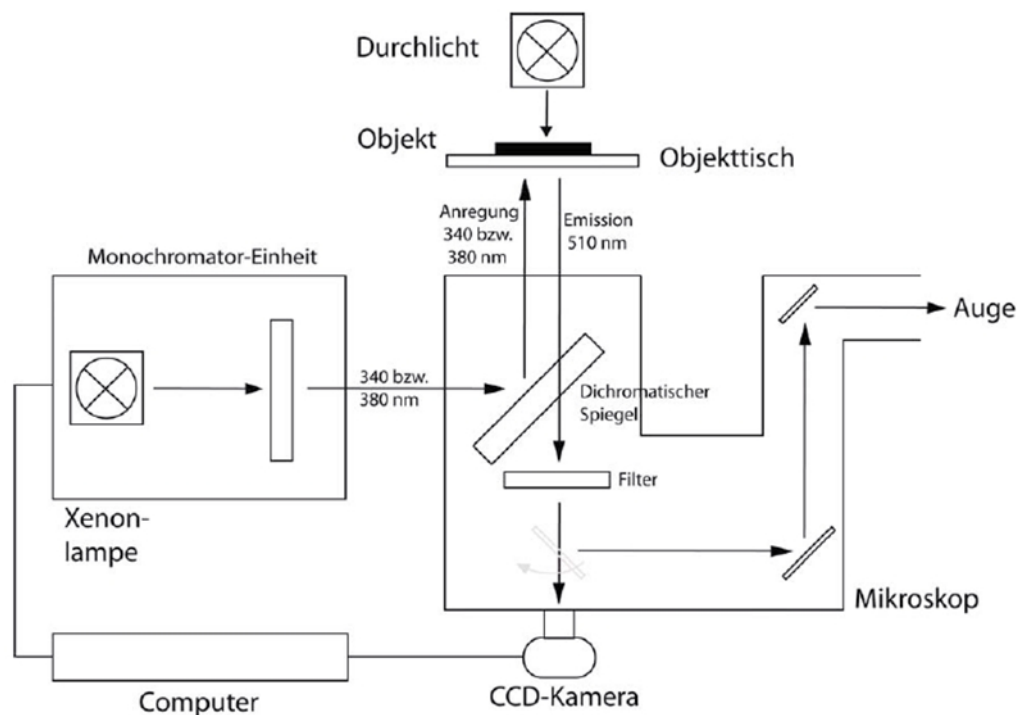 Durchlicht
Objekt
Objekttisch
Anregung
340 bzw.
380 nm
Emission
510 nm
Monochromator-Einheit
Auge
340 bzw.
380 nm
Dichromatischer
Spiegel
Filter
Xenon-
lampe
Mikroskop
Computer
CCD-Kamera